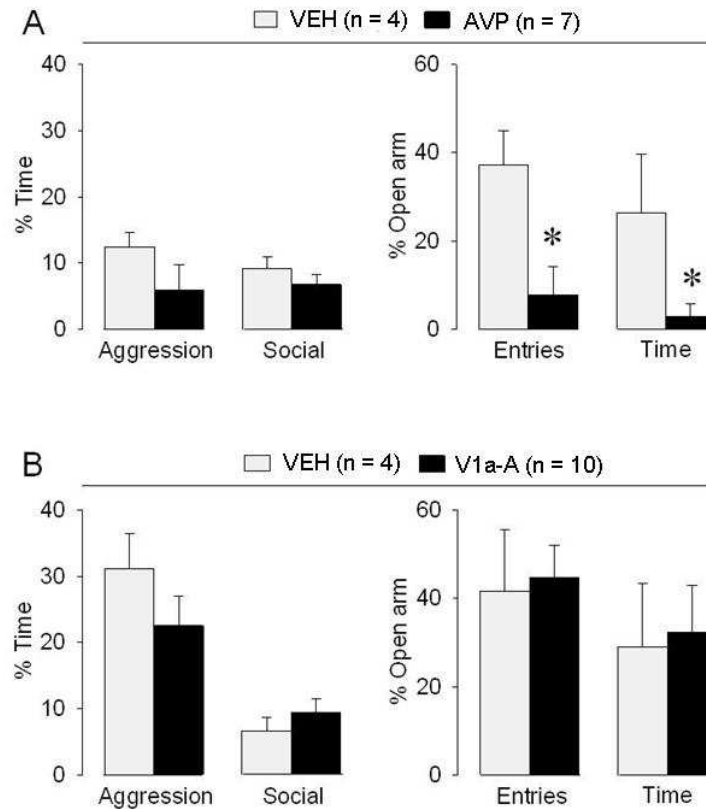 A
VEH (n = 4) AVP (n = 7)
40
30
20
10
0
% Time
Aggression Social
60
40
20
0
% Open arm
* *
Entries Time
B
VEH (n = 4) V1a-A (n = 10)
40
30
20
10
0
% Time
Aggression Social
60
40
20
0
% Open arm
Entries Time